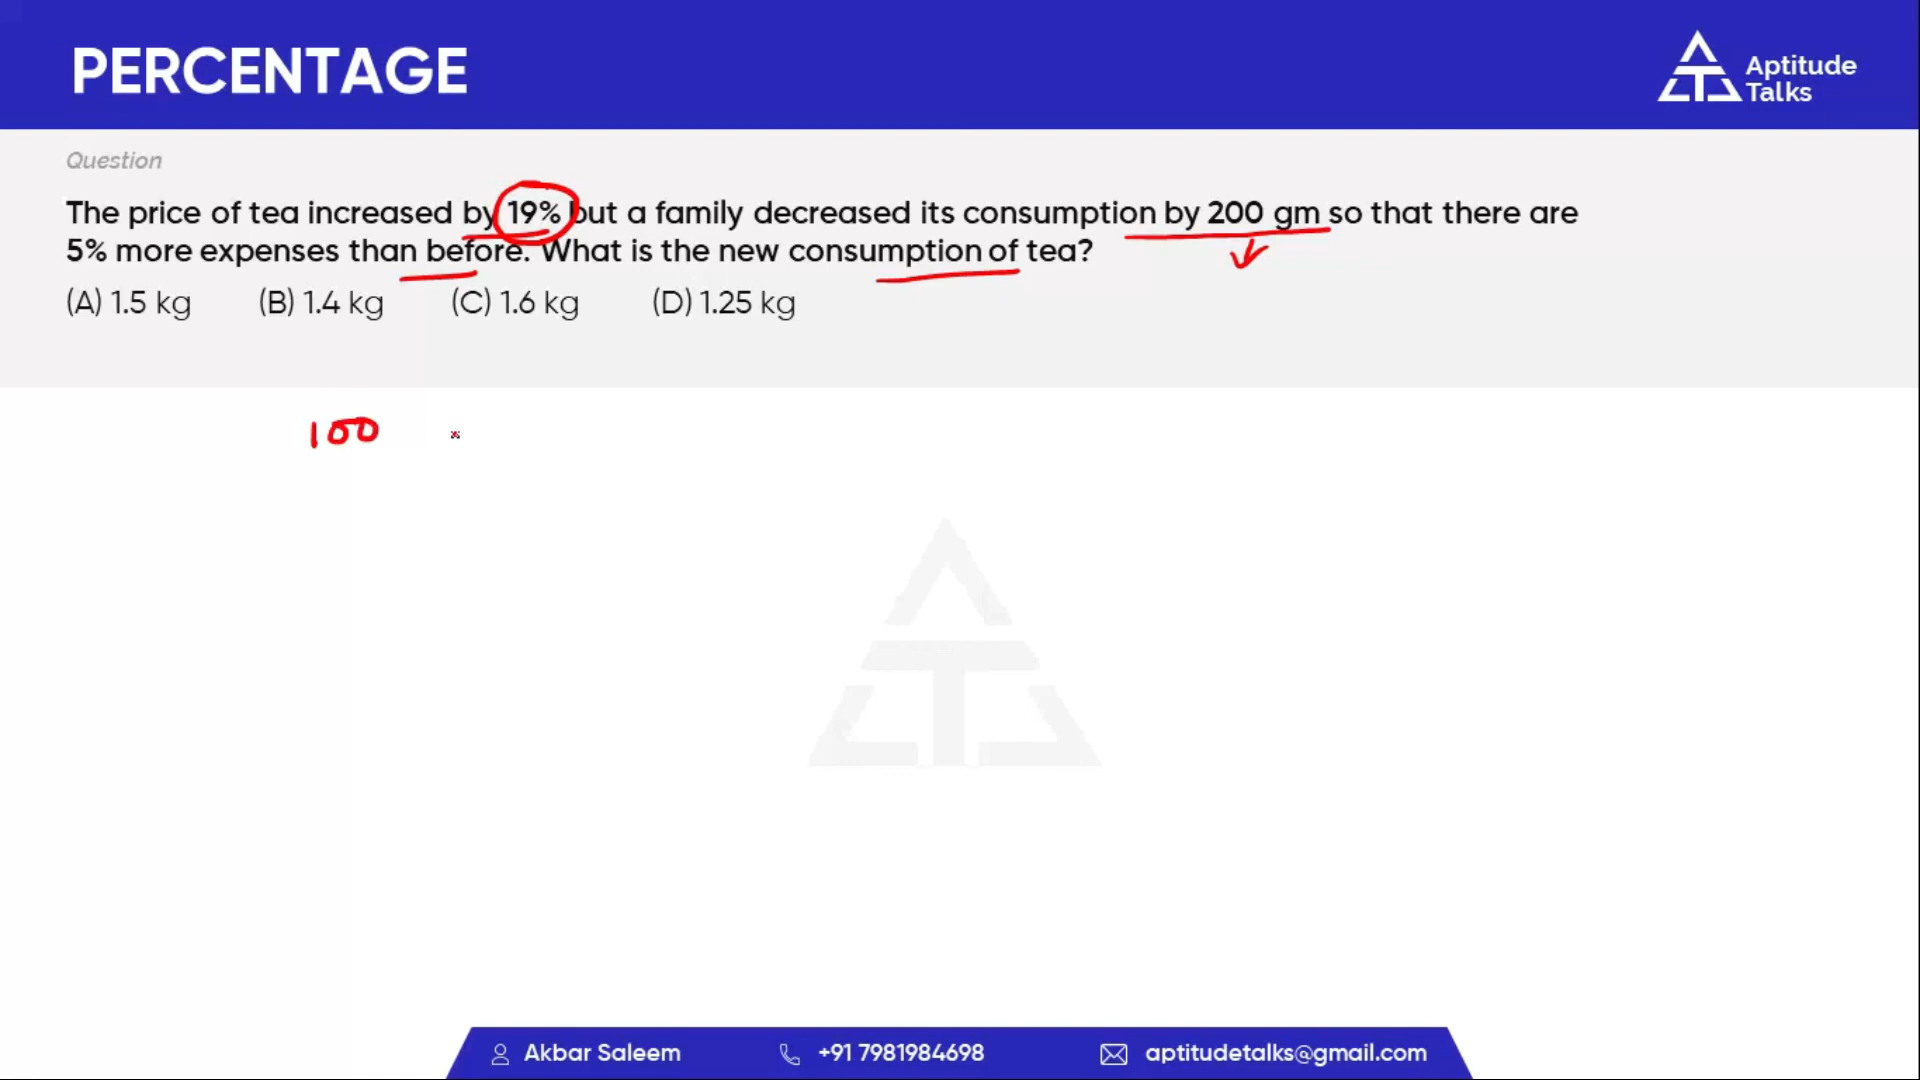 PERCENTAGE
Aptitude
Talks
Question
The price of tea increased by 19% but a family decreased its consumption by 200 gm so that there are
5% more expenses than before. What is the new consumption of tea?
(A) 1.5 kg (B) 1.4 kg (C) 1.6 kg (D) 1.25 kg
100
Akbar Saleem +91 7981984698 aptitudetalks@gmail.com